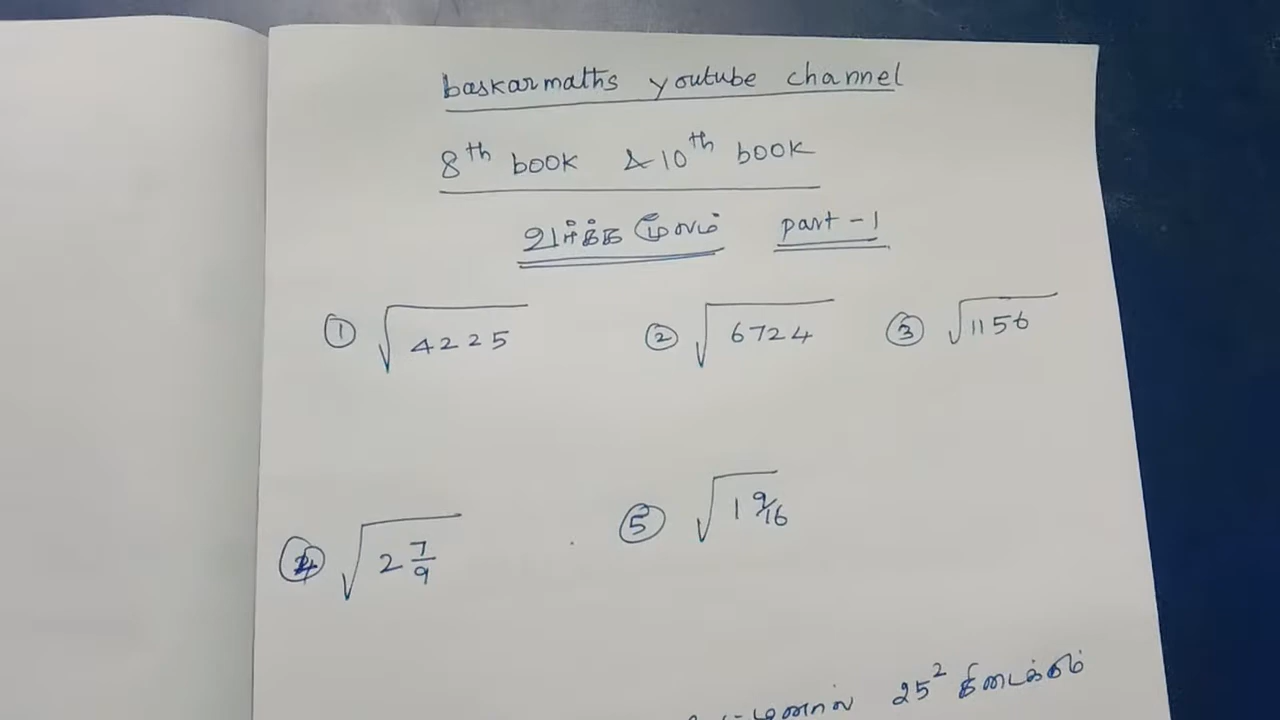 baskarmaths youtube channel
8th book & 10th book
வர்க்க மூலம் part - 1
① √4225 ② √6724 ③ √1156
④ √2 7/9 ⑤ √1 9/16
25² கிடைக்கும்